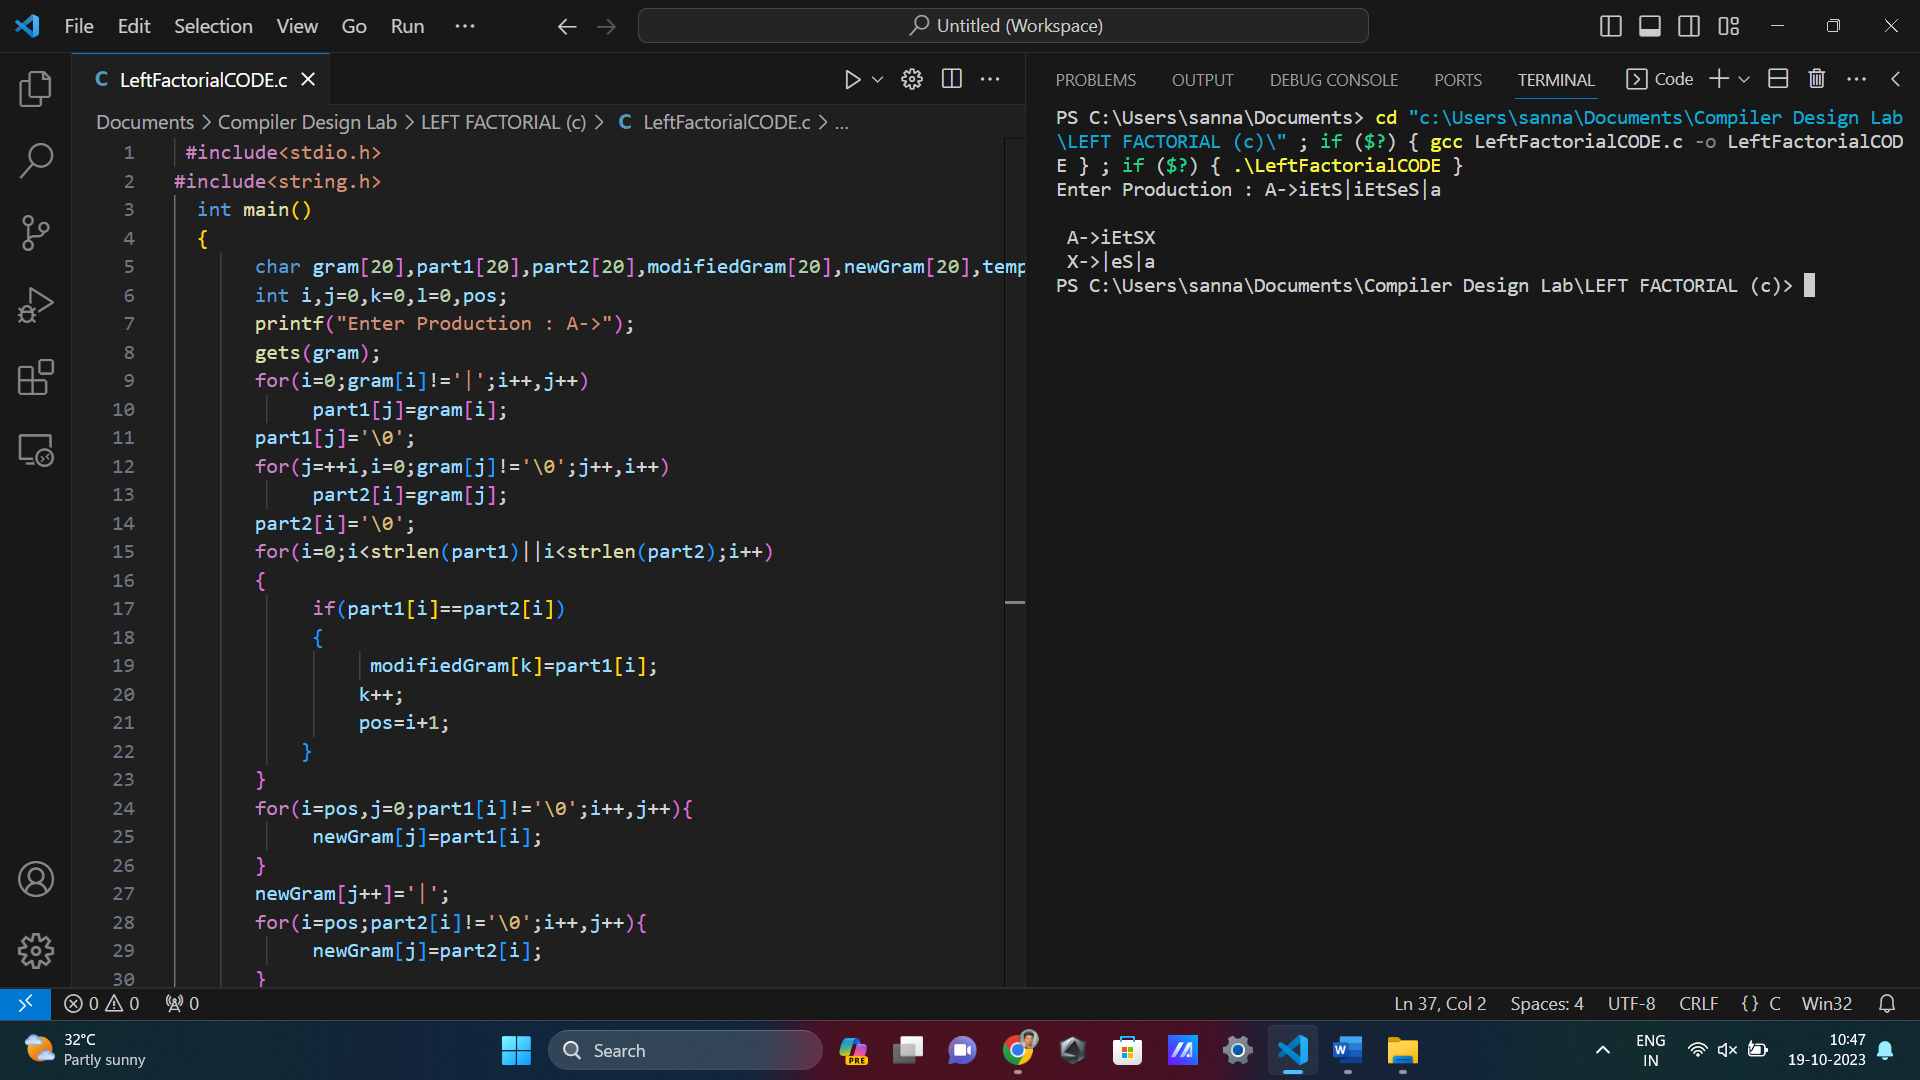 File Edit Selection View Go Run ··· Untitled (Workspace)
C LeftFactorialCODE.c
Documents > Compiler Design Lab > LEFT FACTORIAL (c) > C LeftFactorialCODE.c > ...
1 #include<stdio.h>
2 #include<string.h>
3 int main()
4 {
5 char gram[20],part1[20],part2[20],modifiedGram[20],newGram[20],temp
6 int i,j=0,k=0,l=0,pos;
7 printf("Enter Production : A->");
8 gets(gram);
9 for(i=0;gram[i]!='|';i++,j++)
10 part1[j]=gram[i];
11 part1[j]='\0';
12 for(j=++i,i=0;gram[j]!='\0';j++,i++)
13 part2[i]=gram[j];
14 part2[i]='\0';
15 for(i=0;i<strlen(part1)||i<strlen(part2);i++)
16 {
17 if(part1[i]==part2[i])
18 {
19 modifiedGram[k]=part1[i];
20 k++;
21 pos=i+1;
22 }
23 }
24 for(i=pos,j=0;part1[i]!='\0';i++,j++){
25 newGram[j]=part1[i];
26 }
27 newGram[j++]='|';
28 for(i=pos;part2[i]!='\0';i++,j++){
29 newGram[j]=part2[i];
30 }
PROBLEMS OUTPUT DEBUG CONSOLE PORTS TERMINAL Code
PS C:\Users\sanna\Documents> cd "c:\Users\sanna\Documents\Compiler Design Lab
\LEFT FACTORIAL (c)\" ; if ($?) { gcc LeftFactorialCODE.c -o LeftFactorialCOD
E } ; if ($?) { .\LeftFactorialCODE }
Enter Production : A->iEtS|iEtSeS|a
A->iEtSX
X->|eS|a
PS C:\Users\sanna\Documents\Compiler Design Lab\LEFT FACTORIAL (c)>
0 0 0 Ln 37, Col 2 Spaces: 4 UTF-8 CRLF {} C Win32
32°C
Partly sunny
Search
PRE
W
ENG
IN
10:47
19-10-2023